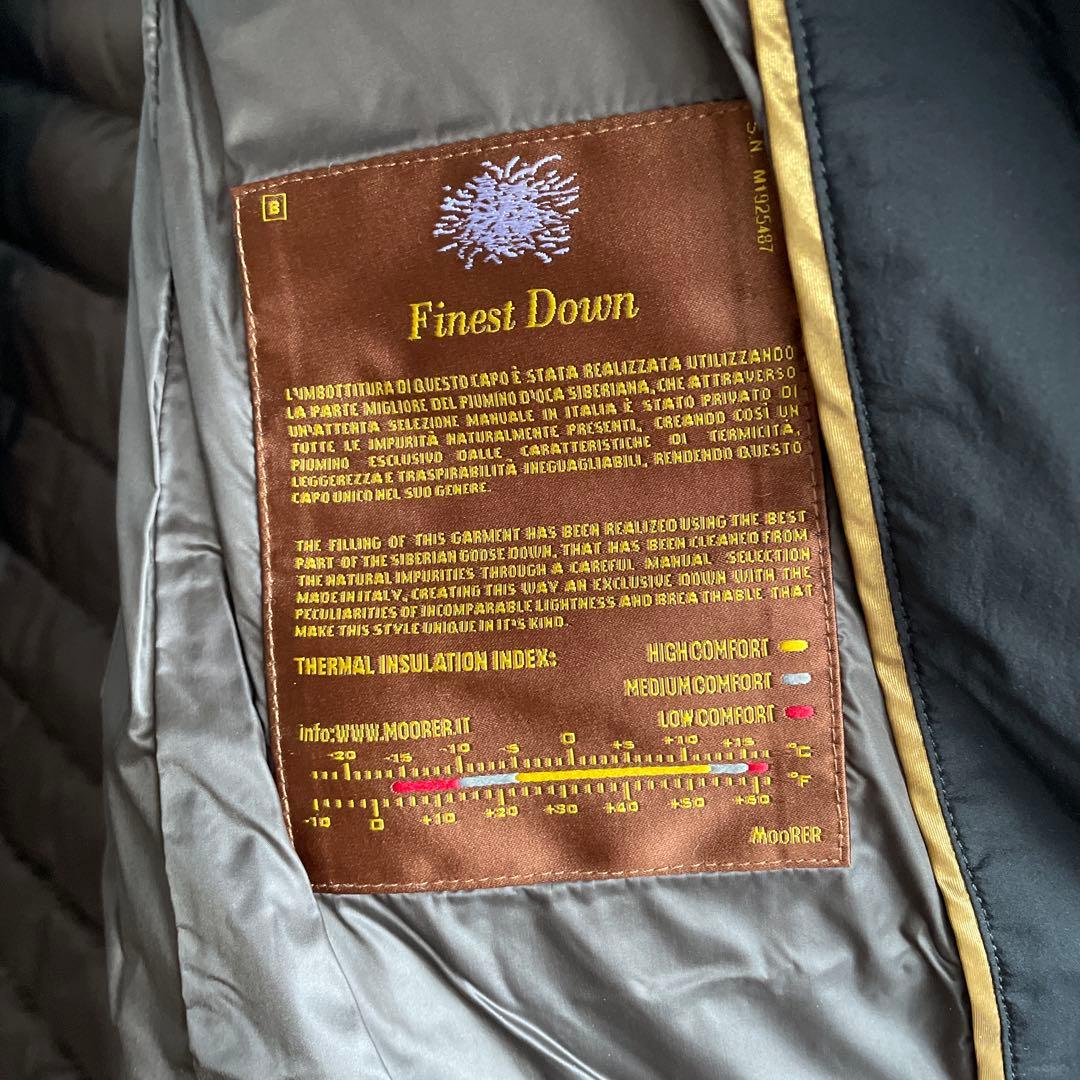 B
S.N. M1925487
Finest Down
L'IMBOTTITURA DI QUESTO CAPO È STATA REALIZZATA UTILIZZANDO
LA PARTE MIGLIORE DEL PIUMINO D'OCA SIBERIANA, CHE ATTRAVERSO
UN'ATTENTA SELEZIONE MANUALE IN ITALIA È STATO PRIVATO DI
TUTTE LE IMPURITÀ NATURALMENTE PRESENTI, CREANDO COSÌ UN
PIUMINO ESCLUSIVO DALLE CARATTERISTICHE DI TERMICITÀ,
LEGGEREZZA E TRASPIRABILITÀ INEGUAGLIABILI, RENDENDO QUESTO
CAPO UNICO NEL SUO GENERE.
THE FILLING OF THIS GARMENT HAS BEEN REALIZED USING THE BEST
PART OF THE SIBERIAN GOOSE DOWN, THAT HAS BEEN CLEANED FROM
THE NATURAL IMPURITIES THROUGH A CAREFUL MANUAL SELECTION
MADE IN ITALY, CREATING THIS WAY AN EXCLUSIVE DOWN WITH THE
PECULIARITIES OF INCOMPARABLE LIGHTNESS AND BREATHABLE THAT
MAKE THIS STYLE UNIQUE IN IT'S KIND.
THERMAL INSULATION INDEX:
HIGH COMFORT
MEDIUM COMFORT
LOW COMFORT
info:WWW.MOORER.IT
-20 -15 -10 -5 0 +5 +10 +15 °C
-10 0 +10 +20 +30 +40 +50 +60 °F
MOORER